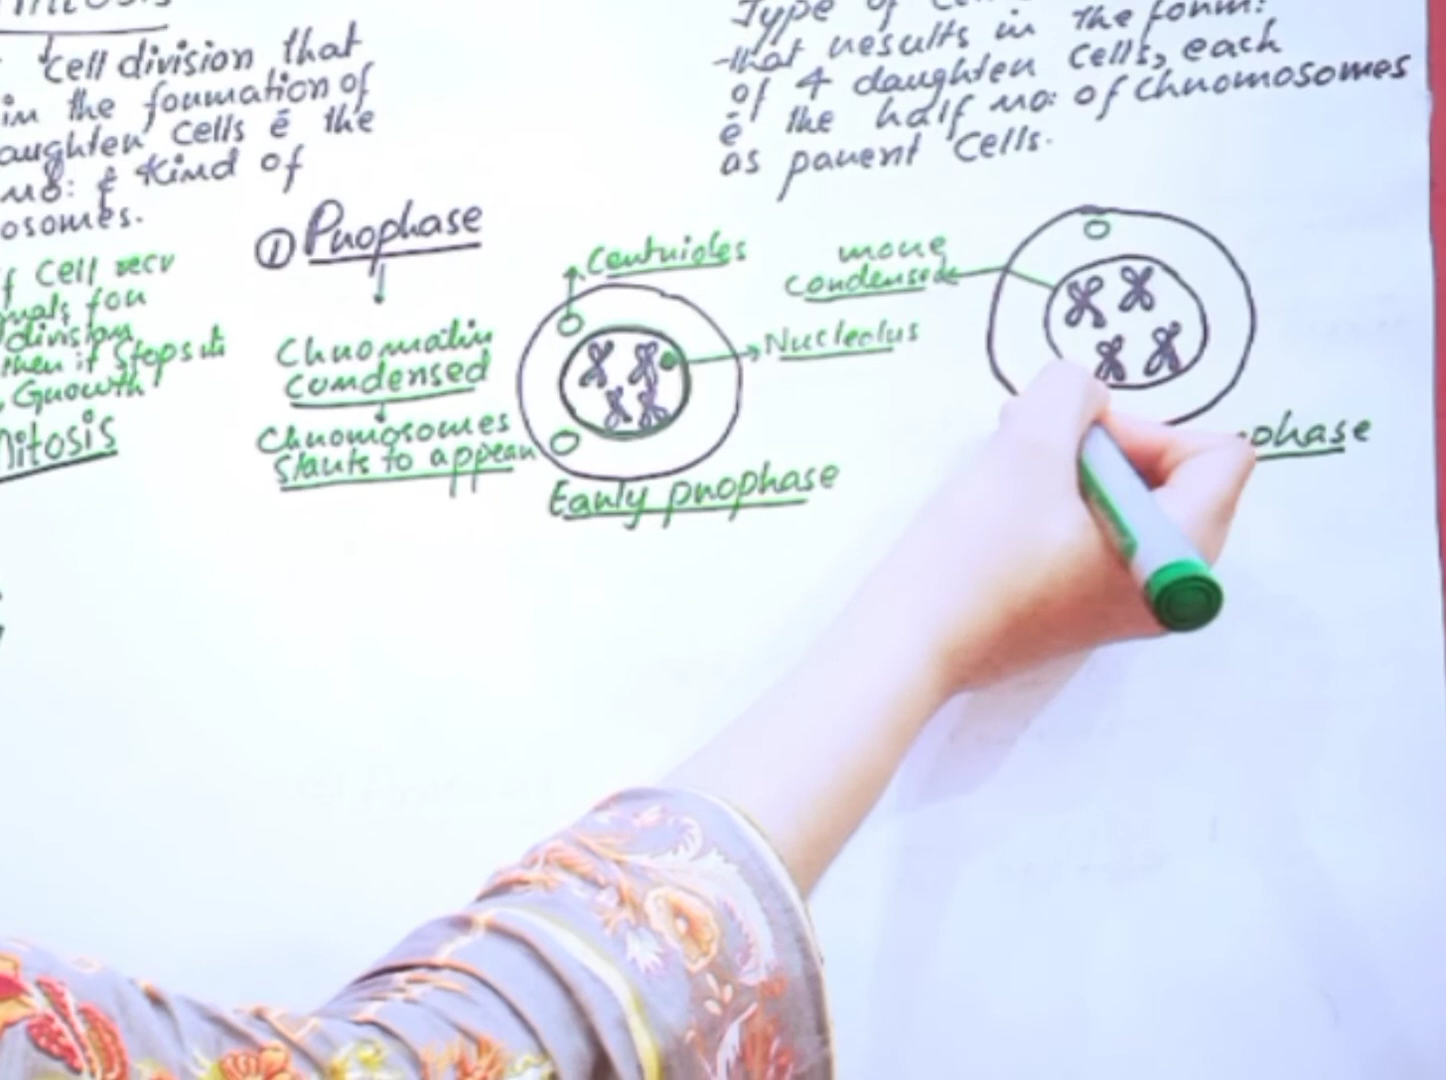 cell division that
in the formation of
daughter cells ē the
no: & kind of
osomes.
Type of
that results in the form:
of 4 daughter cells, each
ē the half no: of chromosomes
as parent cells.
① Prophase
Chromatin
condensed
Chromosomes
Starts to appear
Centrioles
Nucleolus
Early prophase
more
condensed
phase
f Cell recv
nals for
division
then it stops its
Growth
Mitosis